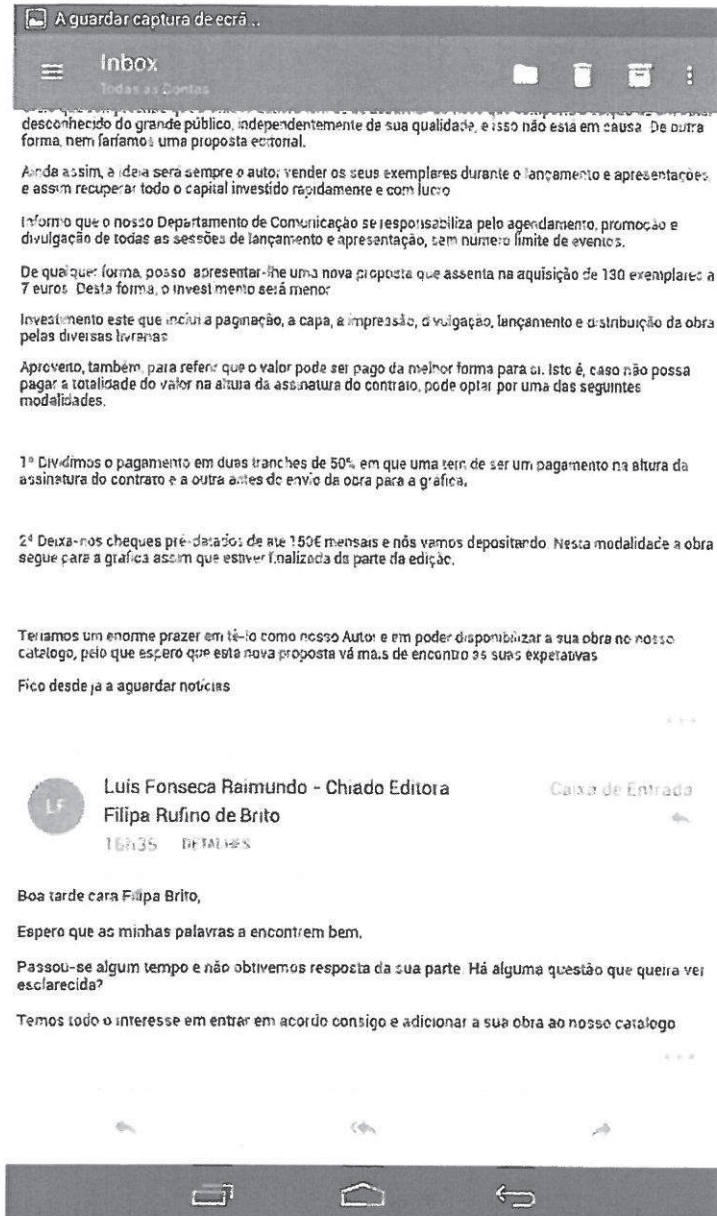 A guardar captura de ecrã...
Inbox
Todas as Contas
desconhecido do grande público, independentemente da sua qualidade, e isso não está em causa. De outra
forma, nem faríamos uma proposta editorial.
Ainda assim, a ideia será sempre o autor vender os seus exemplares durante o lançamento e apresentações
e assim recuperar todo o capital investido rapidamente e com lucro
Informo que o nosso Departamento de Comunicação se responsabiliza pelo agendamento, promoção e
divulgação de todas as sessões de lançamento e apresentação, sem número limite de eventos.
De qualquer forma, posso apresentar-lhe uma nova proposta que assenta na aquisição de 130 exemplares a
7 euros. Desta forma, o investimento será menor
Investimento este que inclui a paginação, a capa, a impressão, divulgação, lançamento e distribuição da obra
pelas diversas livrarias
Aproveito, também, para referir que o valor pode ser pago da melhor forma para si. Isto é, caso não possa
pagar a totalidade do valor na altura da assinatura do contrato, pode optar por uma das seguintes
modalidades.
1ª Dividimos o pagamento em duas tranches de 50% em que uma tem de ser um pagamento na altura da
assinatura do contrato e a outra antes do envio da obra para a gráfica.
2ª Deixa-nos cheques pré-datados de até 150€ mensais e nós vamos depositando. Nesta modalidade a obra
segue para a gráfica assim que estiver finalizada da parte da edição.
Teríamos um enorme prazer em tê-lo como nosso Autor e em poder disponibilizar a sua obra no nosso
catálogo, pelo que espero que esta nova proposta vá mais de encontro às suas experativas
Fico desde já a aguardar notícias
LF
Luis Fonseca Raimundo - Chiado Editora
Caixa de Entrada
Filipa Rufino de Brito
16h35 DETALHES
Boa tarde cara Filipa Brito,
Espero que as minhas palavras a encontrem bem.
Passou-se algum tempo e não obtivemos resposta da sua parte. Há alguma questão que queira ver
esclarecida?
Temos todo o interesse em entrar em acordo consigo e adicionar a sua obra ao nosso catalogo